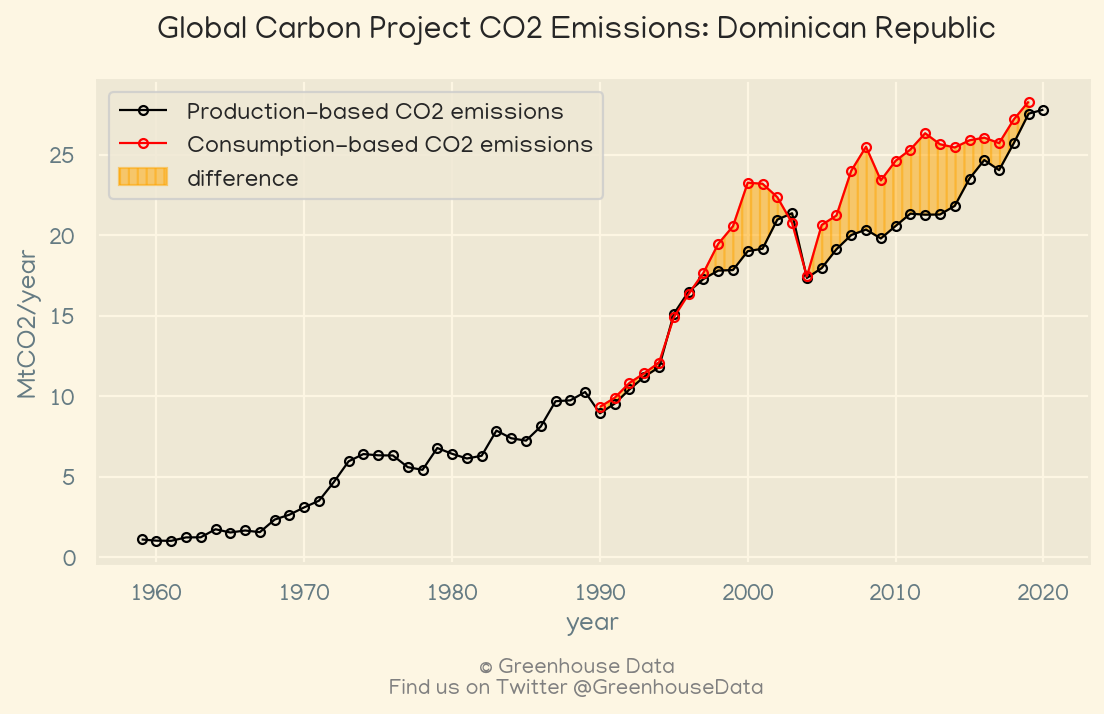 Global Carbon Project CO2 Emissions: Dominican Republic
Production-based CO2 emissions
Consumption-based CO2 emissions
difference
25
20
15
10
5
0
MtCO2/year
1960 1970 1980 1990 2000 2010 2020
year
© Greenhouse Data
Find us on Twitter @GreenhouseData